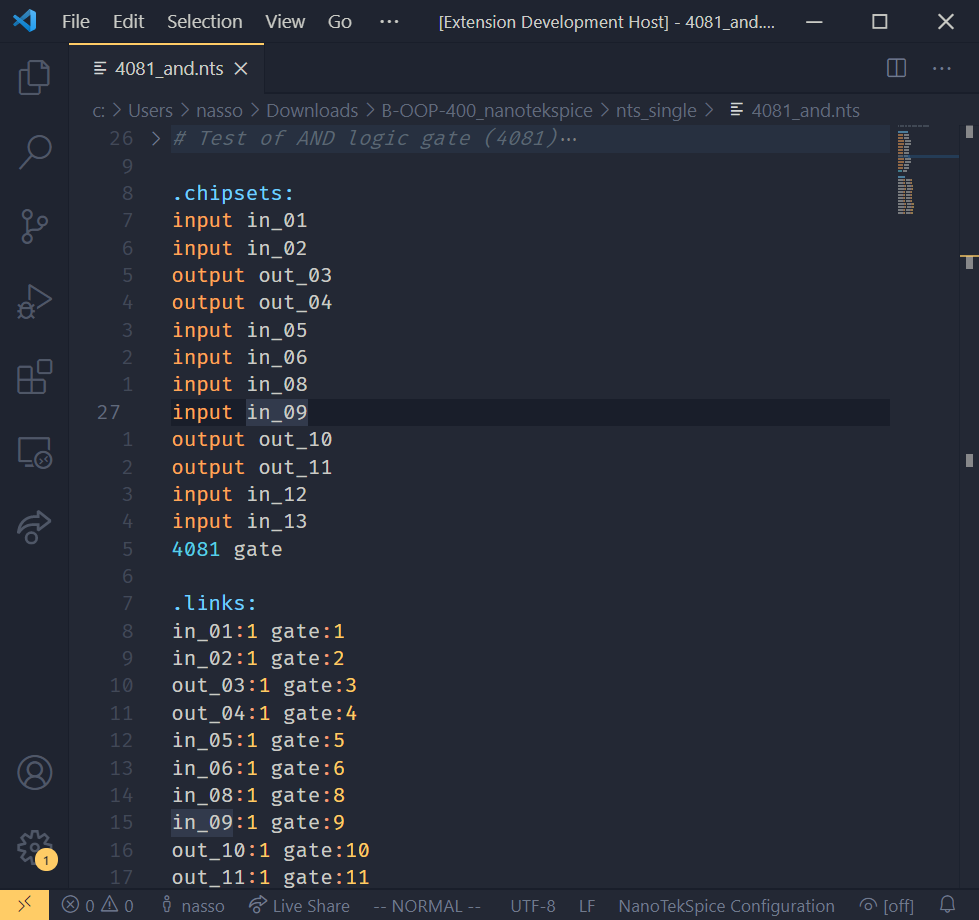 File Edit Selection View Go ··· [Extension Development Host] - 4081_and....
4081_and.nts
c: > Users > nasso > Downloads > B-OOP-400_nanotekspice > nts_single > 4081_and.nts
26 > # Test of AND logic gate (4081)···
9
8 .chipsets:
7 input in_01
6 input in_02
5 output out_03
4 output out_04
3 input in_05
2 input in_06
1 input in_08
27 input in_09
1 output out_10
2 output out_11
3 input in_12
4 input in_13
5 4081 gate
6
7 .links:
8 in_01:1 gate:1
9 in_02:1 gate:2
10 out_03:1 gate:3
11 out_04:1 gate:4
12 in_05:1 gate:5
13 in_06:1 gate:6
14 in_08:1 gate:8
15 in_09:1 gate:9
16 out_10:1 gate:10
17 out_11:1 gate:11
1
0 0 nasso Live Share -- NORMAL -- UTF-8 LF NanoTekSpice Configuration [off]